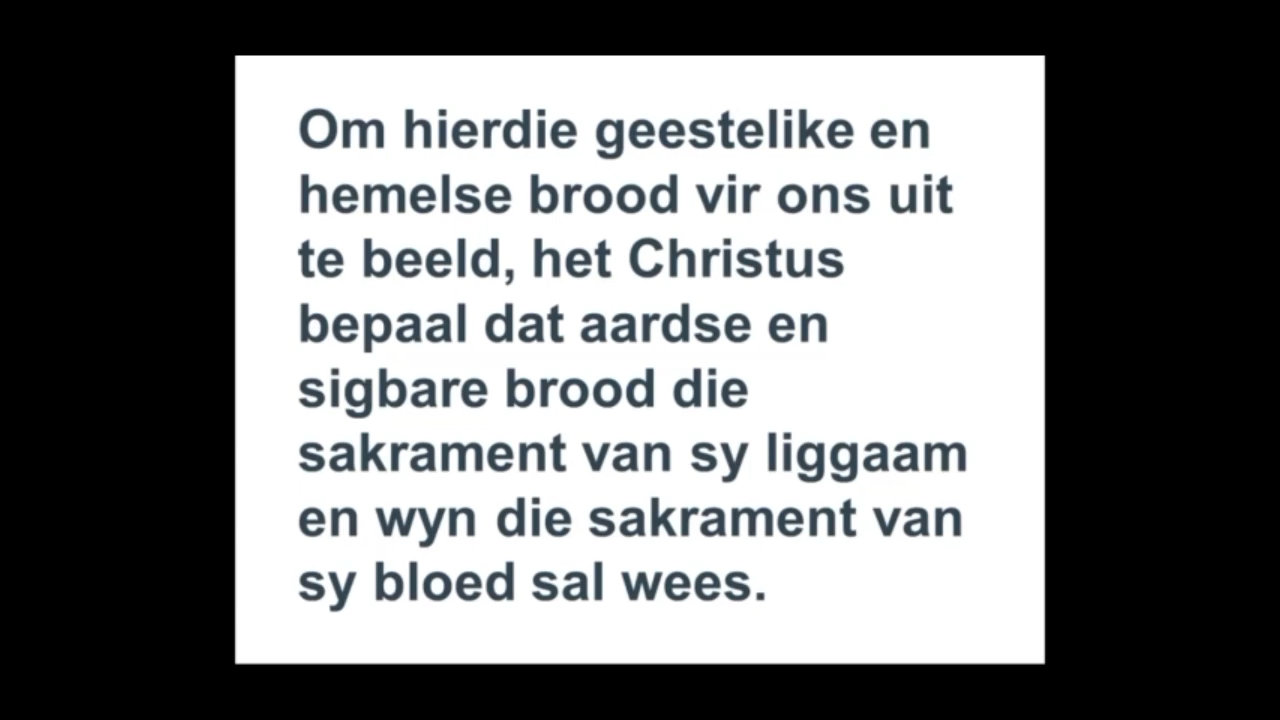 Om hierdie geestelike en
hemelse brood vir ons uit
te beeld, het Christus
bepaal dat aardse en
sigbare brood die
sakrament van sy liggaam
en wyn die sakrament van
sy bloed sal wees.